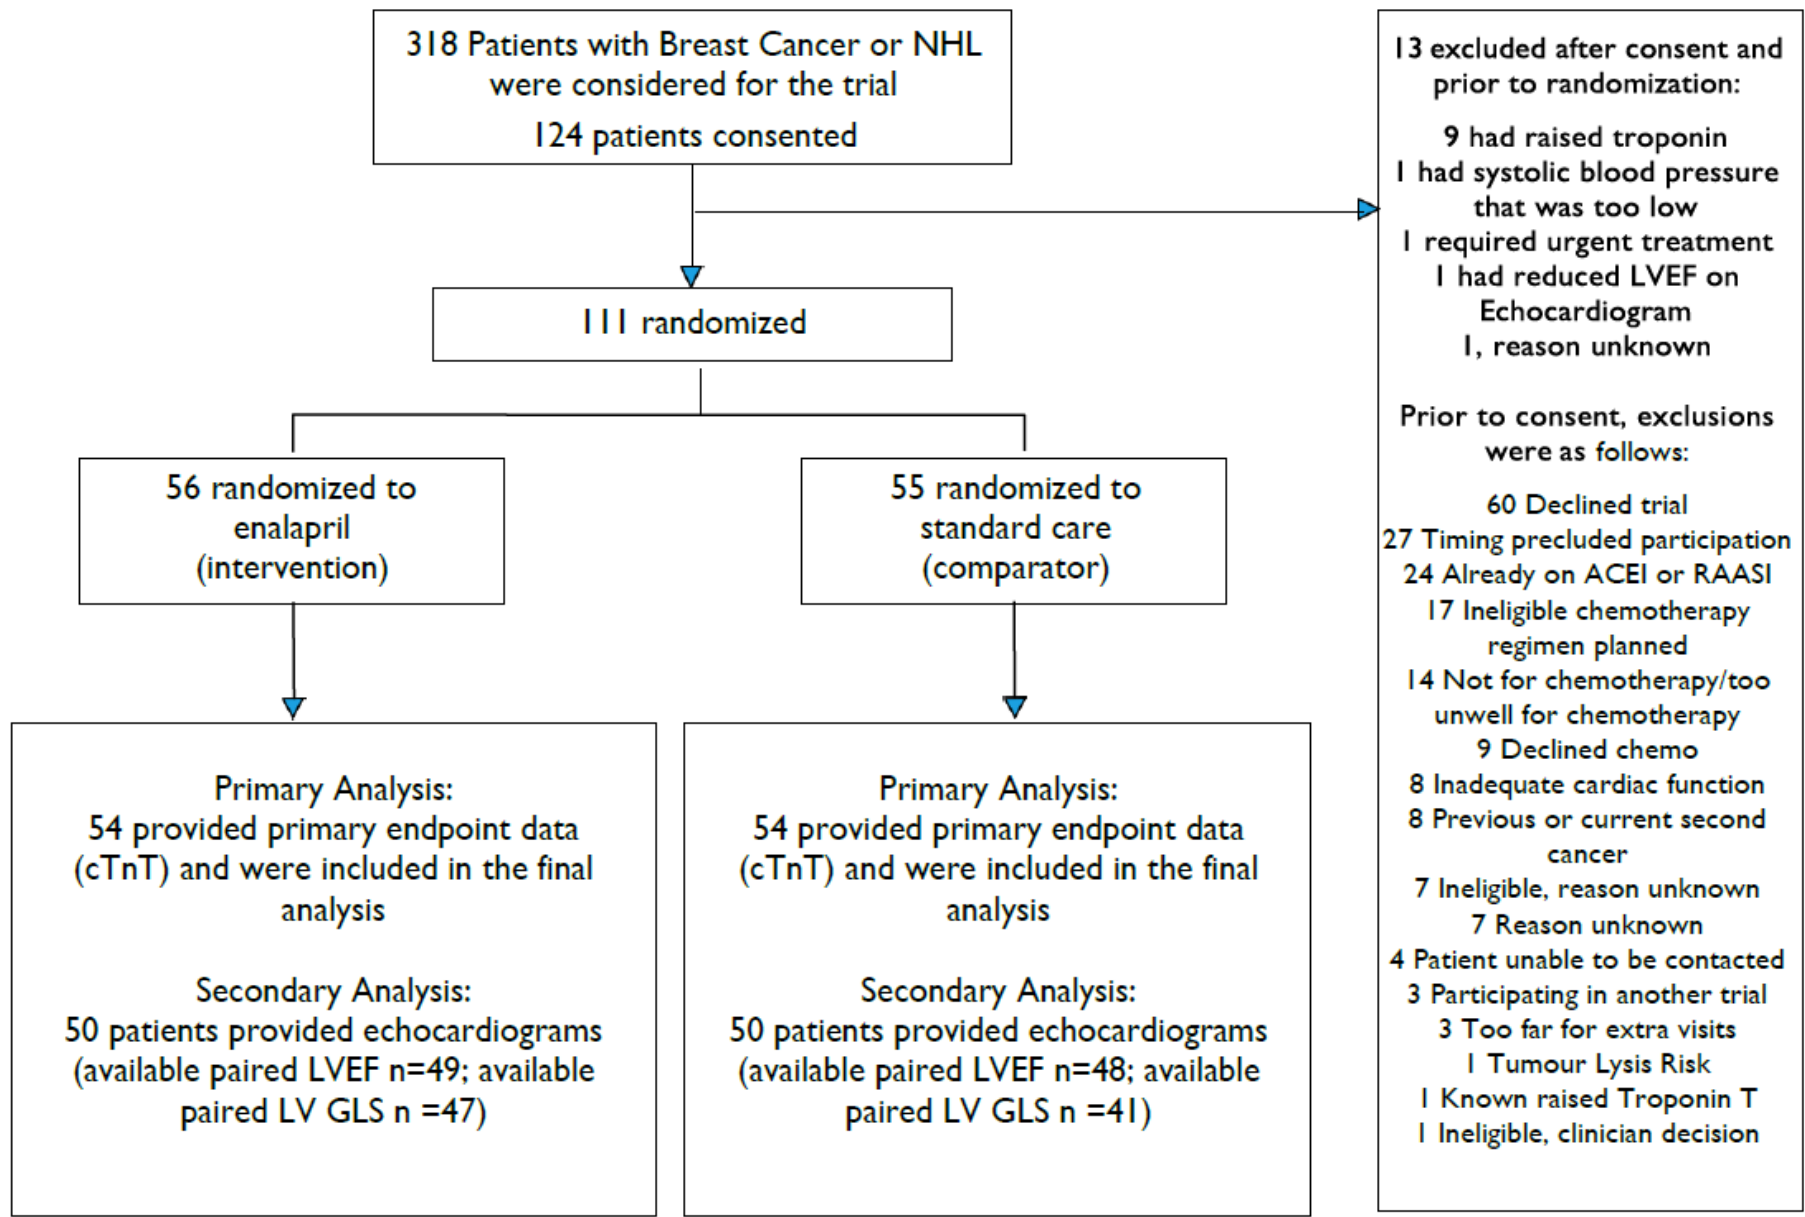 318 Patients with Breast Cancer or NHL
were considered for the trial
124 patients consented
13 excluded after consent and
prior to randomization:
9 had raised troponin
1 had systolic blood pressure
that was too low
1 required urgent treatment
1 had reduced LVEF on
Echocardiogram
1, reason unknown
Prior to consent, exclusions
were as follows:
60 Declined trial
27 Timing precluded participation
24 Already on ACEI or RAASI
17 Ineligible chemotherapy
regimen planned
14 Not for chemotherapy/too
unwell for chemotherapy
9 Declined chemo
8 Inadequate cardiac function
8 Previous or current second
cancer
7 Ineligible, reason unknown
7 Reason unknown
4 Patient unable to be contacted
3 Participating in another trial
3 Too far for extra visits
1 Tumour Lysis Risk
1 Known raised Troponin T
1 Ineligible, clinician decision
111 randomized
56 randomized to
enalapril
(intervention)
55 randomized to
standard care
(comparator)
Primary Analysis:
54 provided primary endpoint data
(cTnT) and were included in the final
analysis
Secondary Analysis:
50 patients provided echocardiograms
(available paired LVEF n=49; available
paired LV GLS n =47)
Primary Analysis:
54 provided primary endpoint data
(cTnT) and were included in the final
analysis
Secondary Analysis:
50 patients provided echocardiograms
(available paired LVEF n=48; available
paired LV GLS n =41)